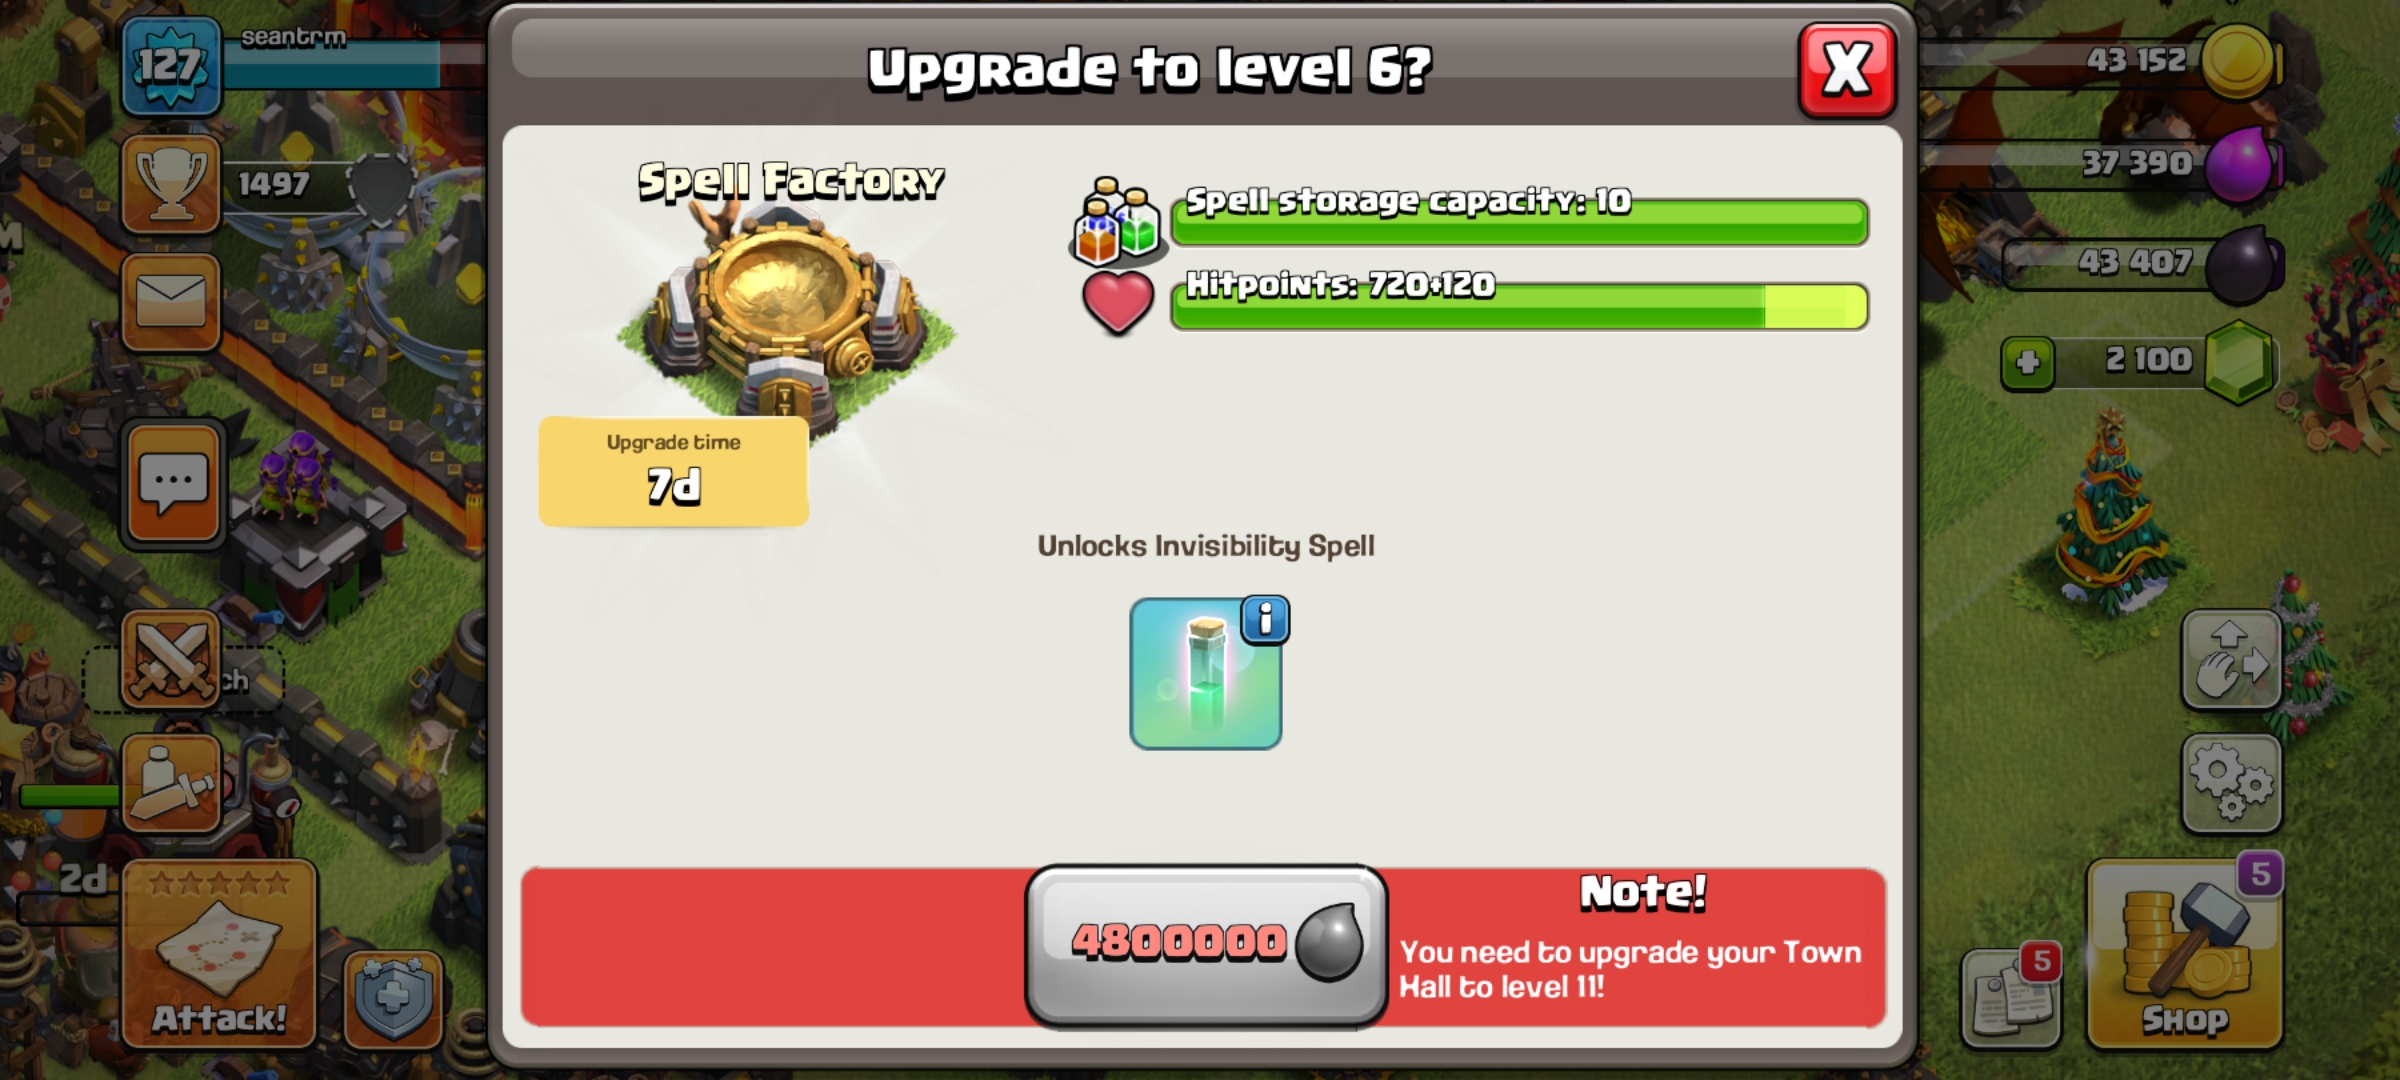 Upgrade to level 6?
X
127
seantrm
1497
43 152
37 390
43 407
2 100
Spell Factory
Spell storage capacity: 10
Hitpoints: 720+120
Upgrade time
7d
Unlocks Invisibility Spell
i
4800000
Note!
You need to upgrade your Town
Hall to level 11!
2d
Attack!
5
5
Shop